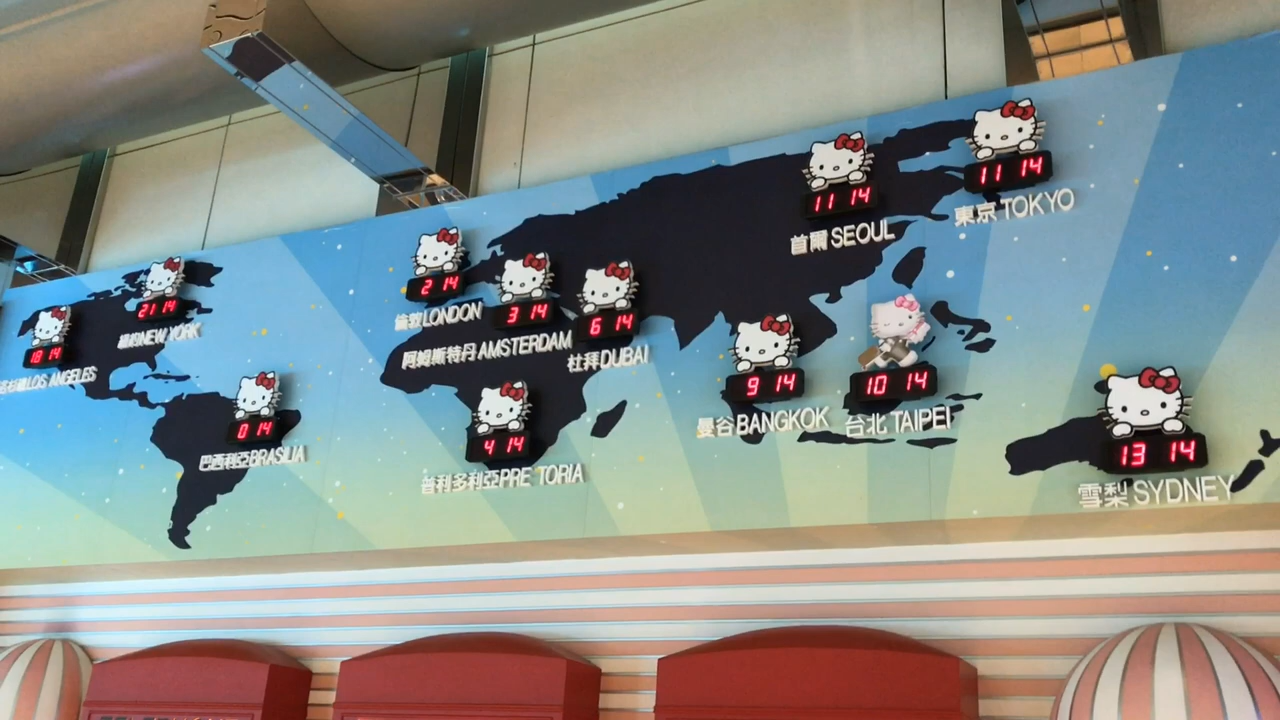 11 14
東京 TOKYO
11 14
首爾 SEOUL
2 14
倫敦 LONDON
3 14
阿姆斯特丹 AMSTERDAM
6 14
杜拜 DUBAI
21 14
紐約 NEW YORK
18 14
LOS ANGELES
0 14
巴西利亞 BRASILIA
4 14
普利多利亞 PRE TORIA
9 14
曼谷 BANGKOK
10 14
台北 TAIPEI
13 14
雪梨 SYDNEY